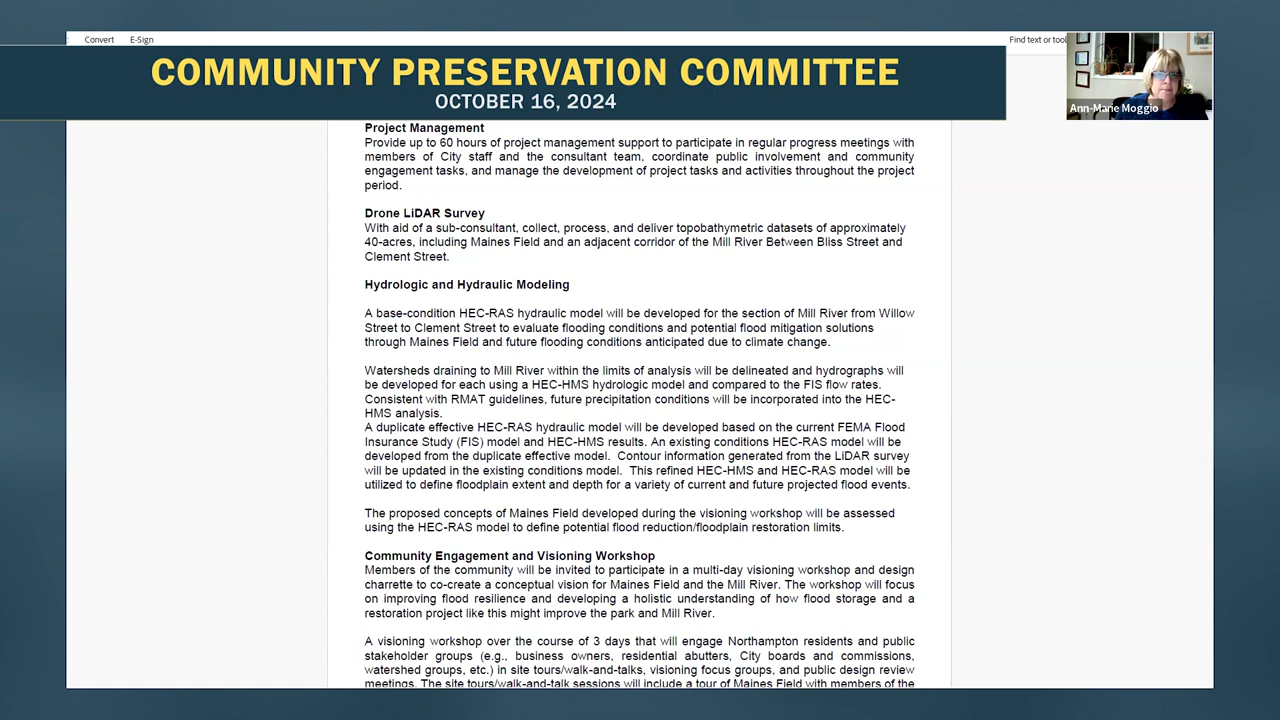 Convert E-Sign Find text or tool
COMMUNITY PRESERVATION COMMITTEE
OCTOBER 16, 2024
Ann-Marie Moggio
Project Management
Provide up to 60 hours of project management support to participate in regular progress meetings with
members of City staff and the consultant team, coordinate public involvement and community
engagement tasks, and manage the development of project tasks and activities throughout the project
period.
Drone LiDAR Survey
With aid of a sub-consultant, collect, process, and deliver topobathymetric datasets of approximately
40-acres, including Maines Field and an adjacent corridor of the Mill River Between Bliss Street and
Clement Street.
Hydrologic and Hydraulic Modeling
A base-condition HEC-RAS hydraulic model will be developed for the section of Mill River from Willow
Street to Clement Street to evaluate flooding conditions and potential flood mitigation solutions
through Maines Field and future flooding conditions anticipated due to climate change.
Watersheds draining to Mill River within the limits of analysis will be delineated and hydrographs will
be developed for each using a HEC-HMS hydrologic model and compared to the FIS flow rates.
Consistent with RMAT guidelines, future precipitation conditions will be incorporated into the HEC-
HMS analysis.
A duplicate effective HEC-RAS hydraulic model will be developed based on the current FEMA Flood
Insurance Study (FIS) model and HEC-HMS results. An existing conditions HEC-RAS model will be
developed from the duplicate effective model. Contour information generated from the LiDAR survey
will be updated in the existing conditions model. This refined HEC-HMS and HEC-RAS model will be
utilized to define floodplain extent and depth for a variety of current and future projected flood events.
The proposed concepts of Maines Field developed during the visioning workshop will be assessed
using the HEC-RAS model to define potential flood reduction/floodplain restoration limits.
Community Engagement and Visioning Workshop
Members of the community will be invited to participate in a multi-day visioning workshop and design
charrette to co-create a conceptual vision for Maines Field and the Mill River. The workshop will focus
on improving flood resilience and developing a holistic understanding of how flood storage and a
restoration project like this might improve the park and Mill River.
A visioning workshop over the course of 3 days that will engage Northampton residents and public
stakeholder groups (e.g., business owners, residential abutters, City boards and commissions,
watershed groups, etc.) in site tours/walk-and-talks, visioning focus groups, and public design review
meetings. The site tours/walk-and-talk sessions will include a tour of Maines Field with members of the